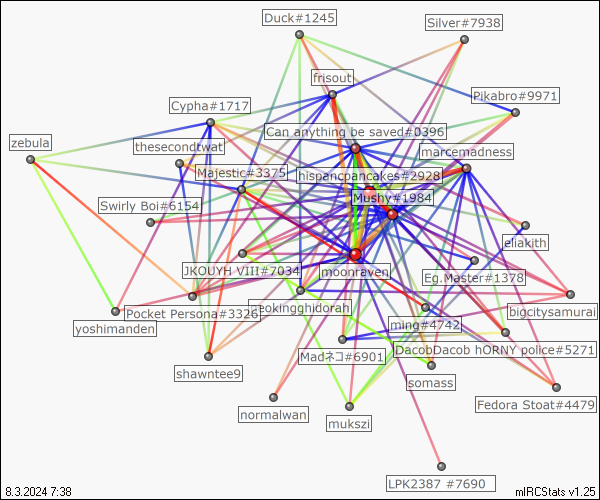 Duck#1245
Silver#7938
frisout
Pikabro#9971
Cypha#1717
Can anything be saved#0396
zebula
thesecondtwat
marcemadness
Majestic#3375
hispancpancakes#2928
Mushy#1984
Swirly Boi#6154
eliakith
JKOUYH VIII#7034
moonraven
Eg.Master#1378
eokingghidorah
Pocket Persona#3326
bigcitysamurai
yoshimanden
ming#4742
Madネコ#6901
DacobDacob hORNY police#5271
shawntee9
somass
normalwan
Fedora Stoat#4479
mukszi
LPK2387 #7690
8.3.2024 7:38
mIRCStats v1.25